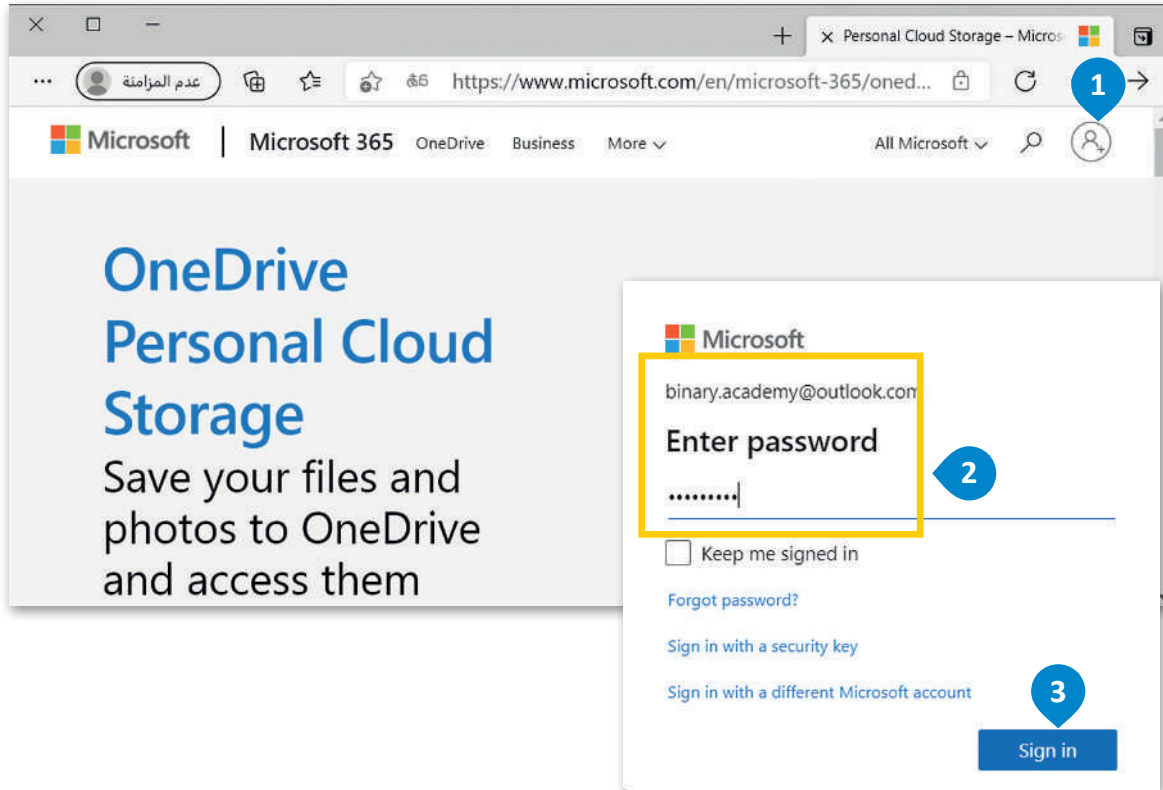 Personal Cloud Storage – Micros
عدم المزامنة
https://www.microsoft.com/en/microsoft-365/oned...
1
Microsoft | Microsoft 365 OneDrive Business More All Microsoft
OneDrive
Personal Cloud
Storage
Save your files and
photos to OneDrive
and access them
Microsoft
binary.academy@outlook.com
Enter password
2
Keep me signed in
Forgot password?
Sign in with a security key
Sign in with a different Microsoft account
3
Sign in